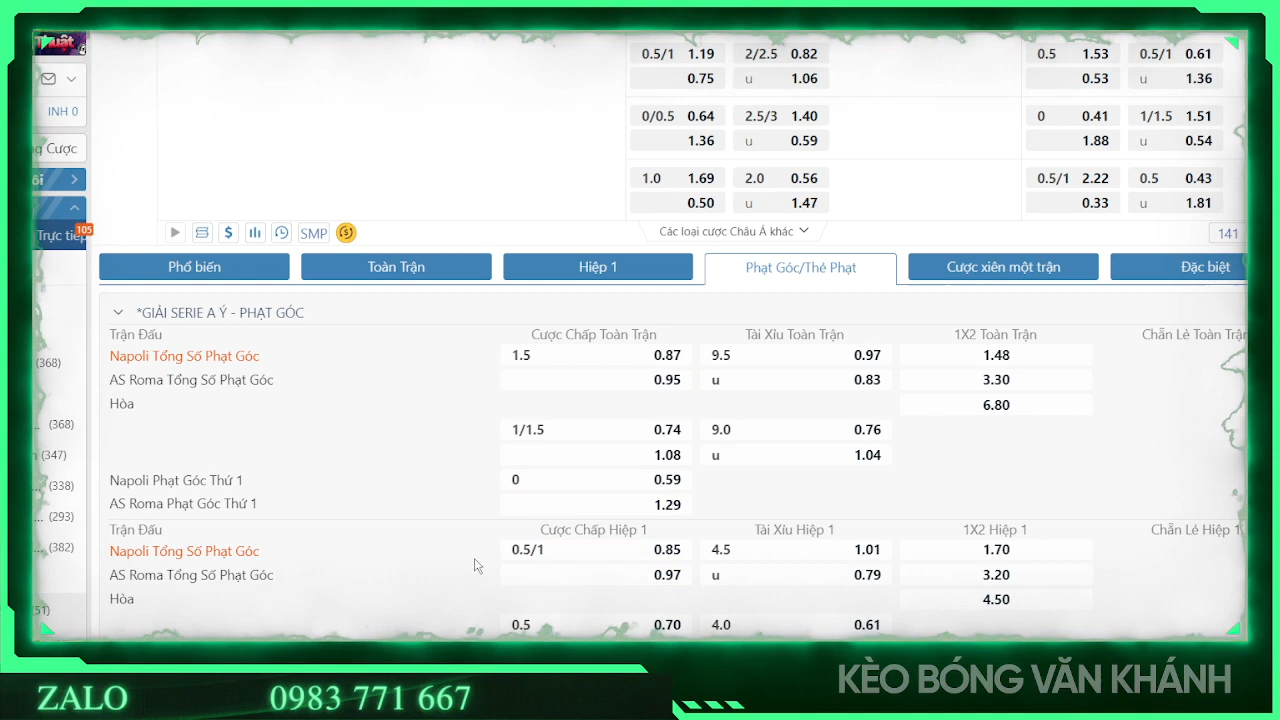 Thuật
0.5/1 1.19 2/2.5 0.82 0.5 1.53 0.5/1 0.61
0.75 u 1.06 0.53 u 1.36
INH 0
0/0.5 0.64 2.5/3 1.40 0 0.41 1/1.5 1.51
1.36 u 0.59 1.88 u 0.54
g Cược
ôi
1.0 1.69 2.0 0.56 0.5/1 2.22 0.5 0.43
0.50 u 1.47 0.33 u 1.81
Trực tiếp 105
$ SMP Các loại cược Châu Á khác 141
Phổ biến Toàn Trận Hiệp 1 Phạt Góc/Thẻ Phạt Cược xiên một trận Đặc biệt
*GIẢI SERIE A Ý - PHẠT GÓC
Trận Đấu Cược Chấp Toàn Trận Tài Xỉu Toàn Trận 1X2 Toàn Trận Chẵn Lẻ Toàn Trận
Napoli Tổng Số Phạt Góc 1.5 0.87 9.5 0.97 1.48
(368)
AS Roma Tổng Số Phạt Góc 0.95 u 0.83 3.30
Hòa 6.80
... (368)
1/1.5 0.74 9.0 0.76
1.08 u 1.04
(347)
Napoli Phạt Góc Thứ 1 0 0.59
... (338)
AS Roma Phạt Góc Thứ 1 1.29
... (293)
Trận Đấu Cược Chấp Hiệp 1 Tài Xỉu Hiệp 1 1X2 Hiệp 1 Chẵn Lẻ Hiệp 1
... (382)
Napoli Tổng Số Phạt Góc 0.5/1 0.85 4.5 1.01 1.70
AS Roma Tổng Số Phạt Góc 0.97 u 0.79 3.20
Hòa 4.50
(51)
0.5 0.70 4.0 0.61
KÈO BÓNG VĂN KHÁNH
ZALO 0983 771 667